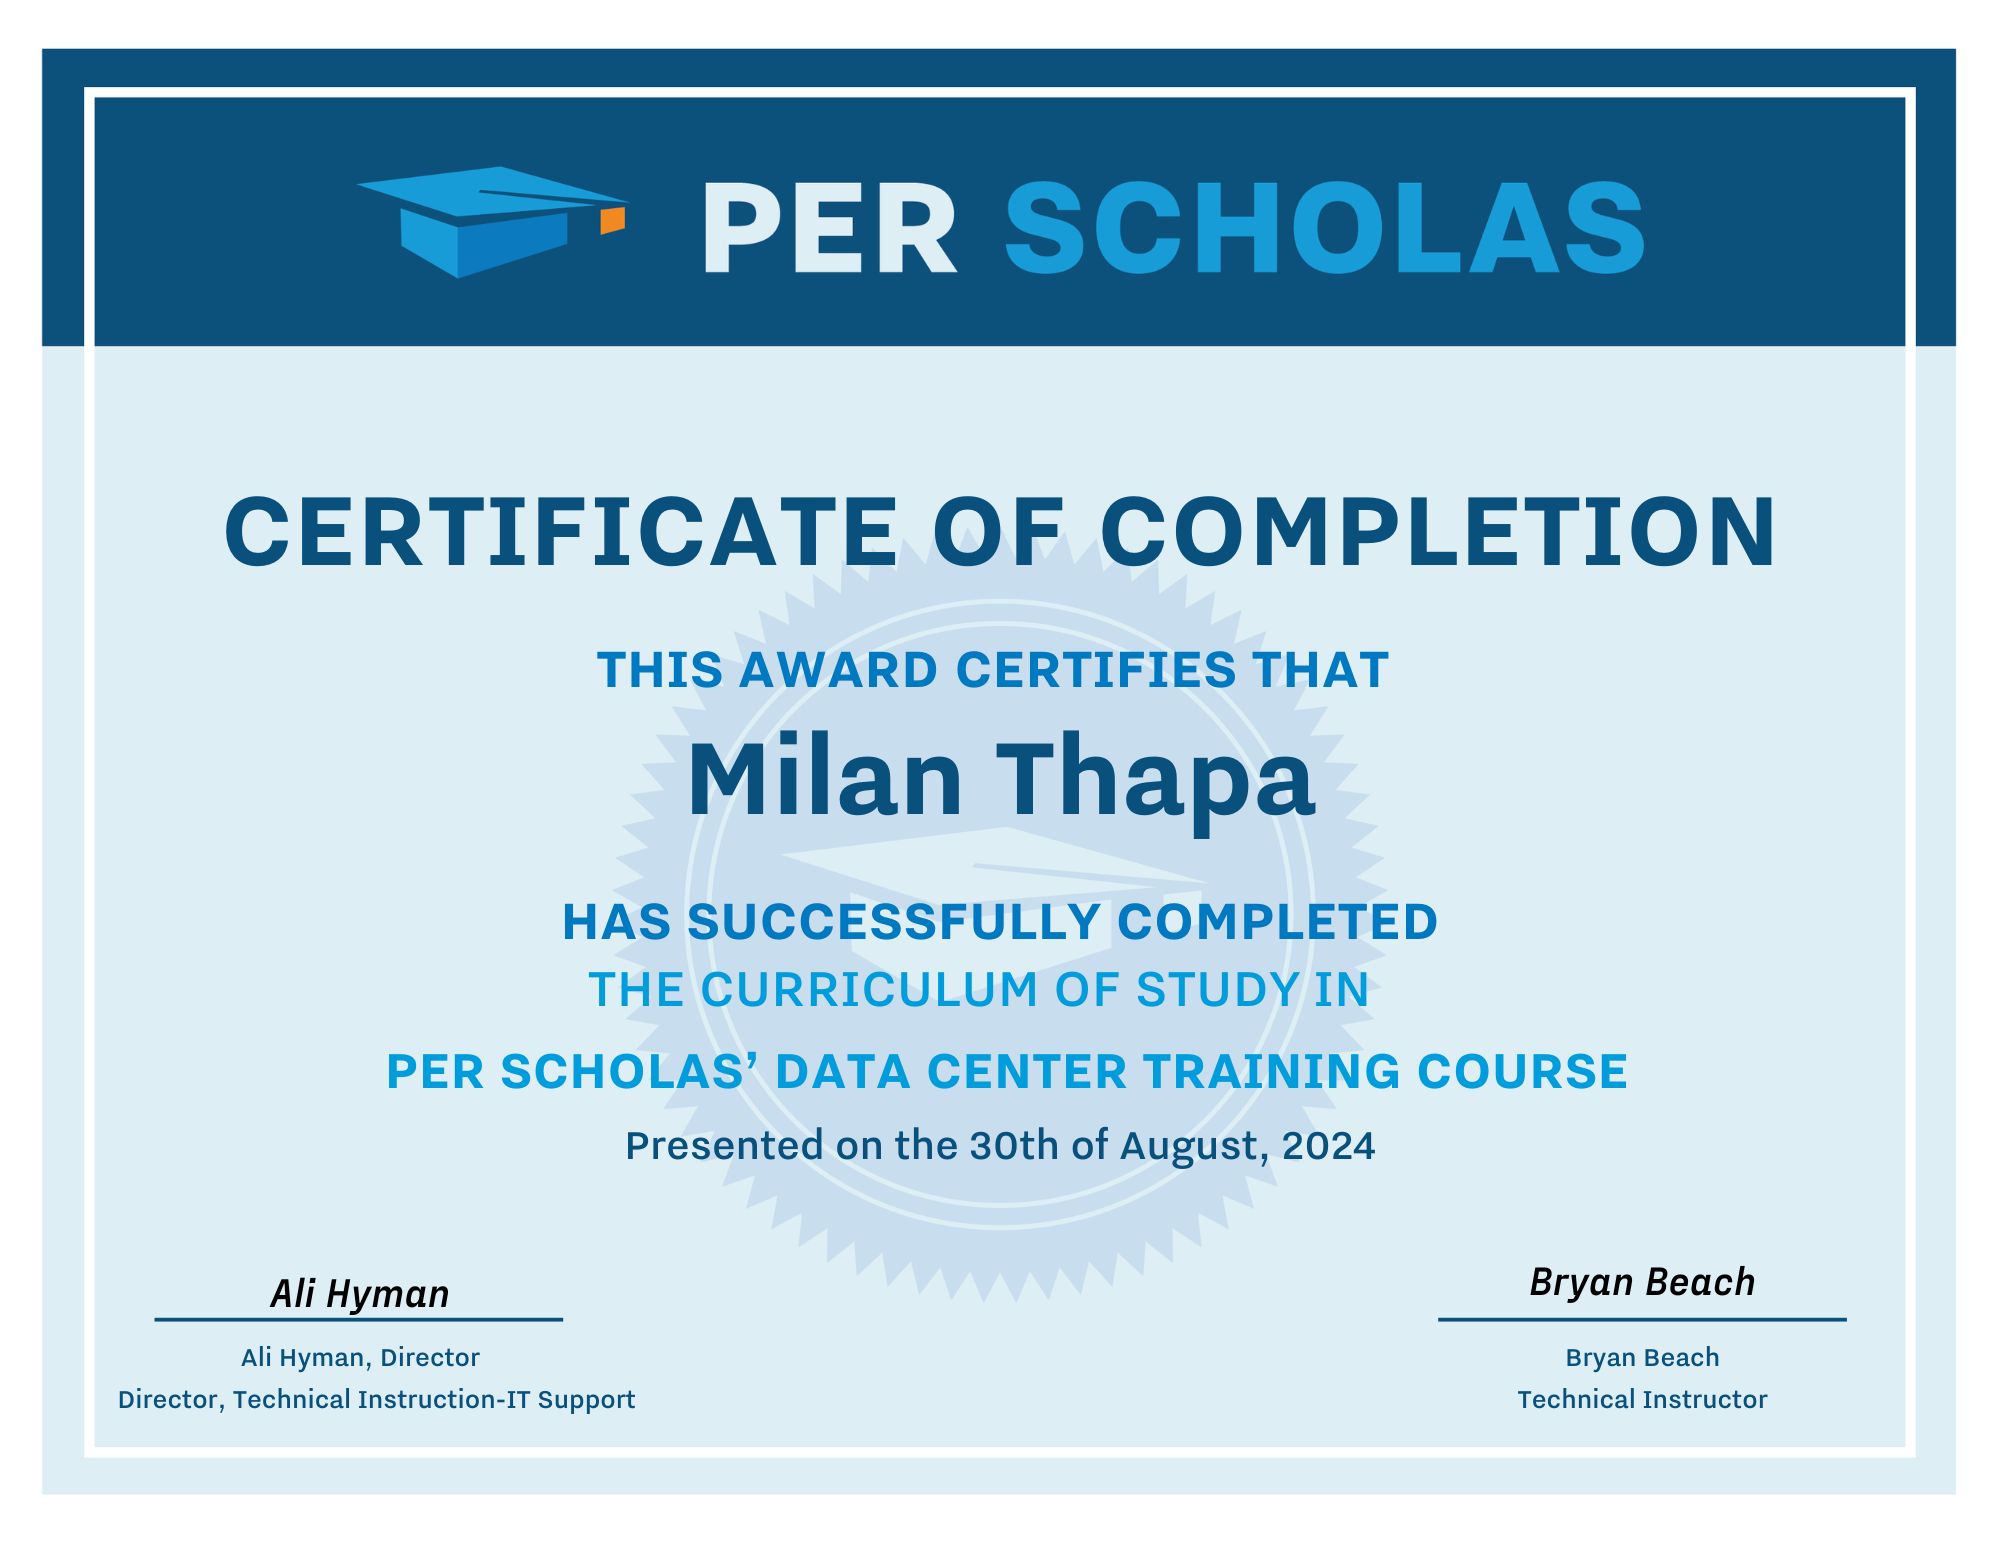 PER SCHOLAS
CERTIFICATE OF COMPLETION
THIS AWARD CERTIFIES THAT
Milan Thapa
HAS SUCCESSFULLY COMPLETED
THE CURRICULUM OF STUDY IN
PER SCHOLAS’ DATA CENTER TRAINING COURSE
Presented on the 30th of August, 2024
Ali Hyman
Ali Hyman, Director
Director, Technical Instruction-IT Support
Bryan Beach
Bryan Beach
Technical Instructor